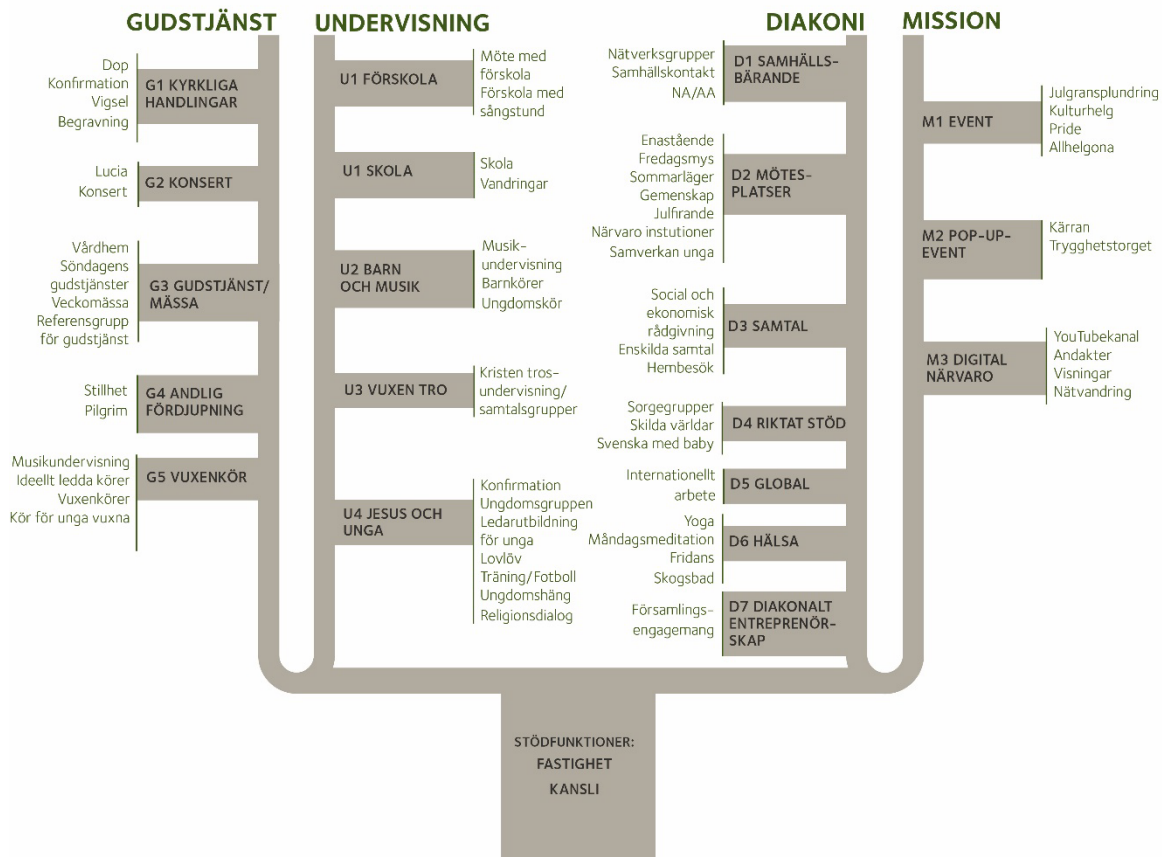 GUDSTJÄNST
Dop
Konfirmation
Vigsel
Begravning
G1 KYRKLIGA
HANDLINGAR
Lucia
Konsert
G2 KONSERT
Vårdhem
Söndagens
gudstjänster
Veckomässa
Referensgrupp
för gudstjänst
G3 GUDSTJÄNST/
MÄSSA
Stillhet
Pilgrim
G4 ANDLIG
FÖRDJUPNING
Musikundervisning
Ideellt ledda körer
Vuxenkörer
Kör för unga vuxna
G5 VUXENKÖR
UNDERVISNING
U1 FÖRSKOLA
Möte med
förskola
Förskola med
sångstund
U1 SKOLA
Skola
Vandringar
U2 BARN
OCH MUSIK
Musik-
undervisning
Barnkörer
Ungdomskör
U3 VUXEN TRO
Kristen tros-
undervisning/
samtalsgrupper
U4 JESUS OCH
UNGA
Konfirmation
Ungdomsgruppen
Ledarutbildning
för unga
Lovlöv
Träning/Fotboll
Ungdomshäng
Religionsdialog
DIAKONI
Nätverksgrupper
Samhällskontakt
NA/AA
D1 SAMHÄLLS-
BÄRANDE
Enastående
Fredagsmys
Sommarläger
Gemenskap
Julfirande
Närvaro instutioner
Samverkan unga
D2 MÖTES-
PLATSER
Social och
ekonomisk
rådgivning
Enskilda samtal
Hembesök
D3 SAMTAL
Sorgegrupper
Skilda världar
Svenska med baby
D4 RIKTAT STÖD
Internationellt
arbete
D5 GLOBAL
Yoga
Måndagsmeditation
Fridans
Skogsbad
D6 HÄLSA
Församlings-
engagemang
D7 DIAKONALT
ENTREPRENÖR-
SKAP
MISSION
M1 EVENT
Julgransplundring
Kulturhelg
Pride
Allhelgona
M2 POP-UP-
EVENT
Kärran
Trygghetstorget
M3 DIGITAL
NÄRVARO
YouTubekanal
Andakter
Visningar
Nätvandring
STÖDFUNKTIONER:
FASTIGHET
KANSLI